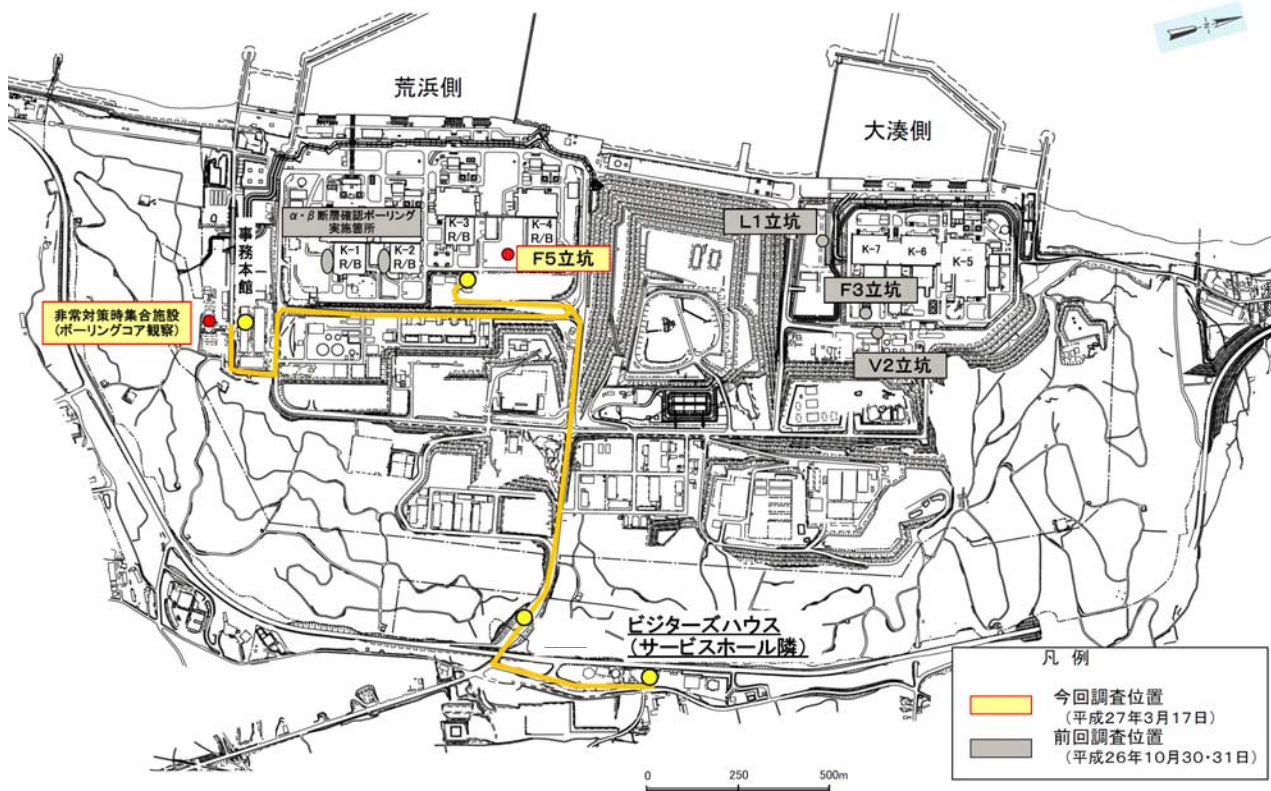 N
荒浜側
大湊側
α・β断層確認ボーリング
実施箇所
K-1
R/B
K-2
R/B
K-3
R/B
K-4
R/B
F5立坑
事務本館
非常対策時集合施設
(ボーリングコア観察)
L1立坑
K-7
K-6
K-5
F3立坑
V2立坑
ビジターズハウス
(サービスホール隣)
凡 例
今回調査位置
(平成27年3月17日)
前回調査位置
(平成26年10月30・31日)
0 250 500m